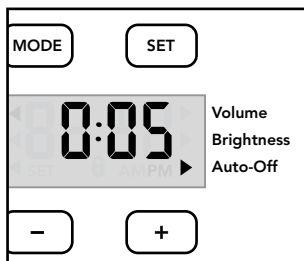 MODE SET
0:05
Volume
Brightness
Auto-Off
SET AM PM
- +